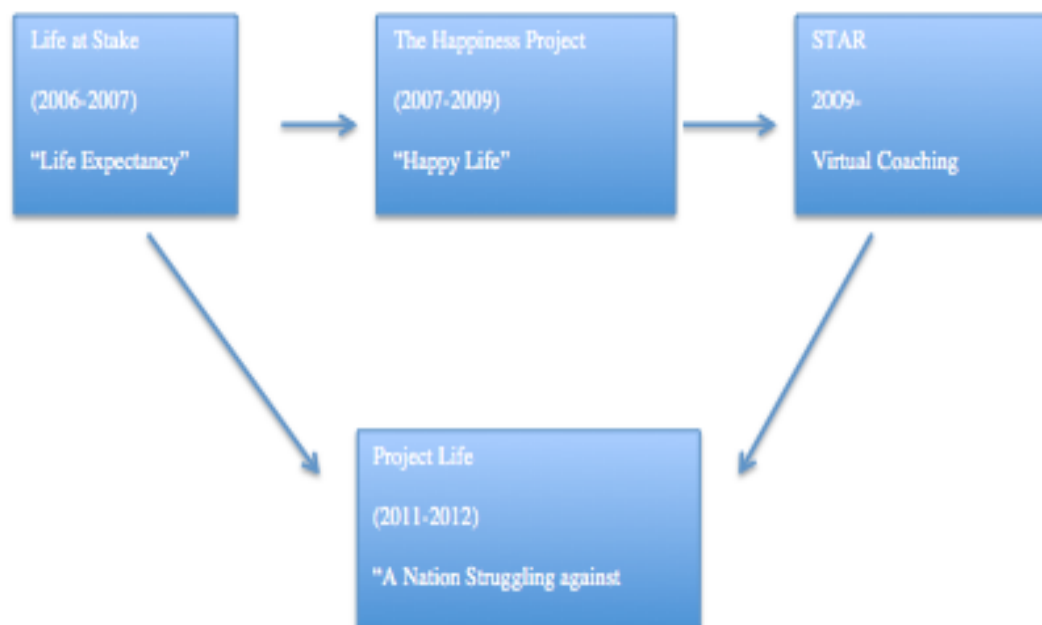 Life at Stake
(2006-2007)
“Life Expectancy”
The Happiness Project
(2007-2009)
“Happy Life”
STAR
2009-
Virtual Coaching
Project Life
(2011-2012)
“A Nation Struggling against